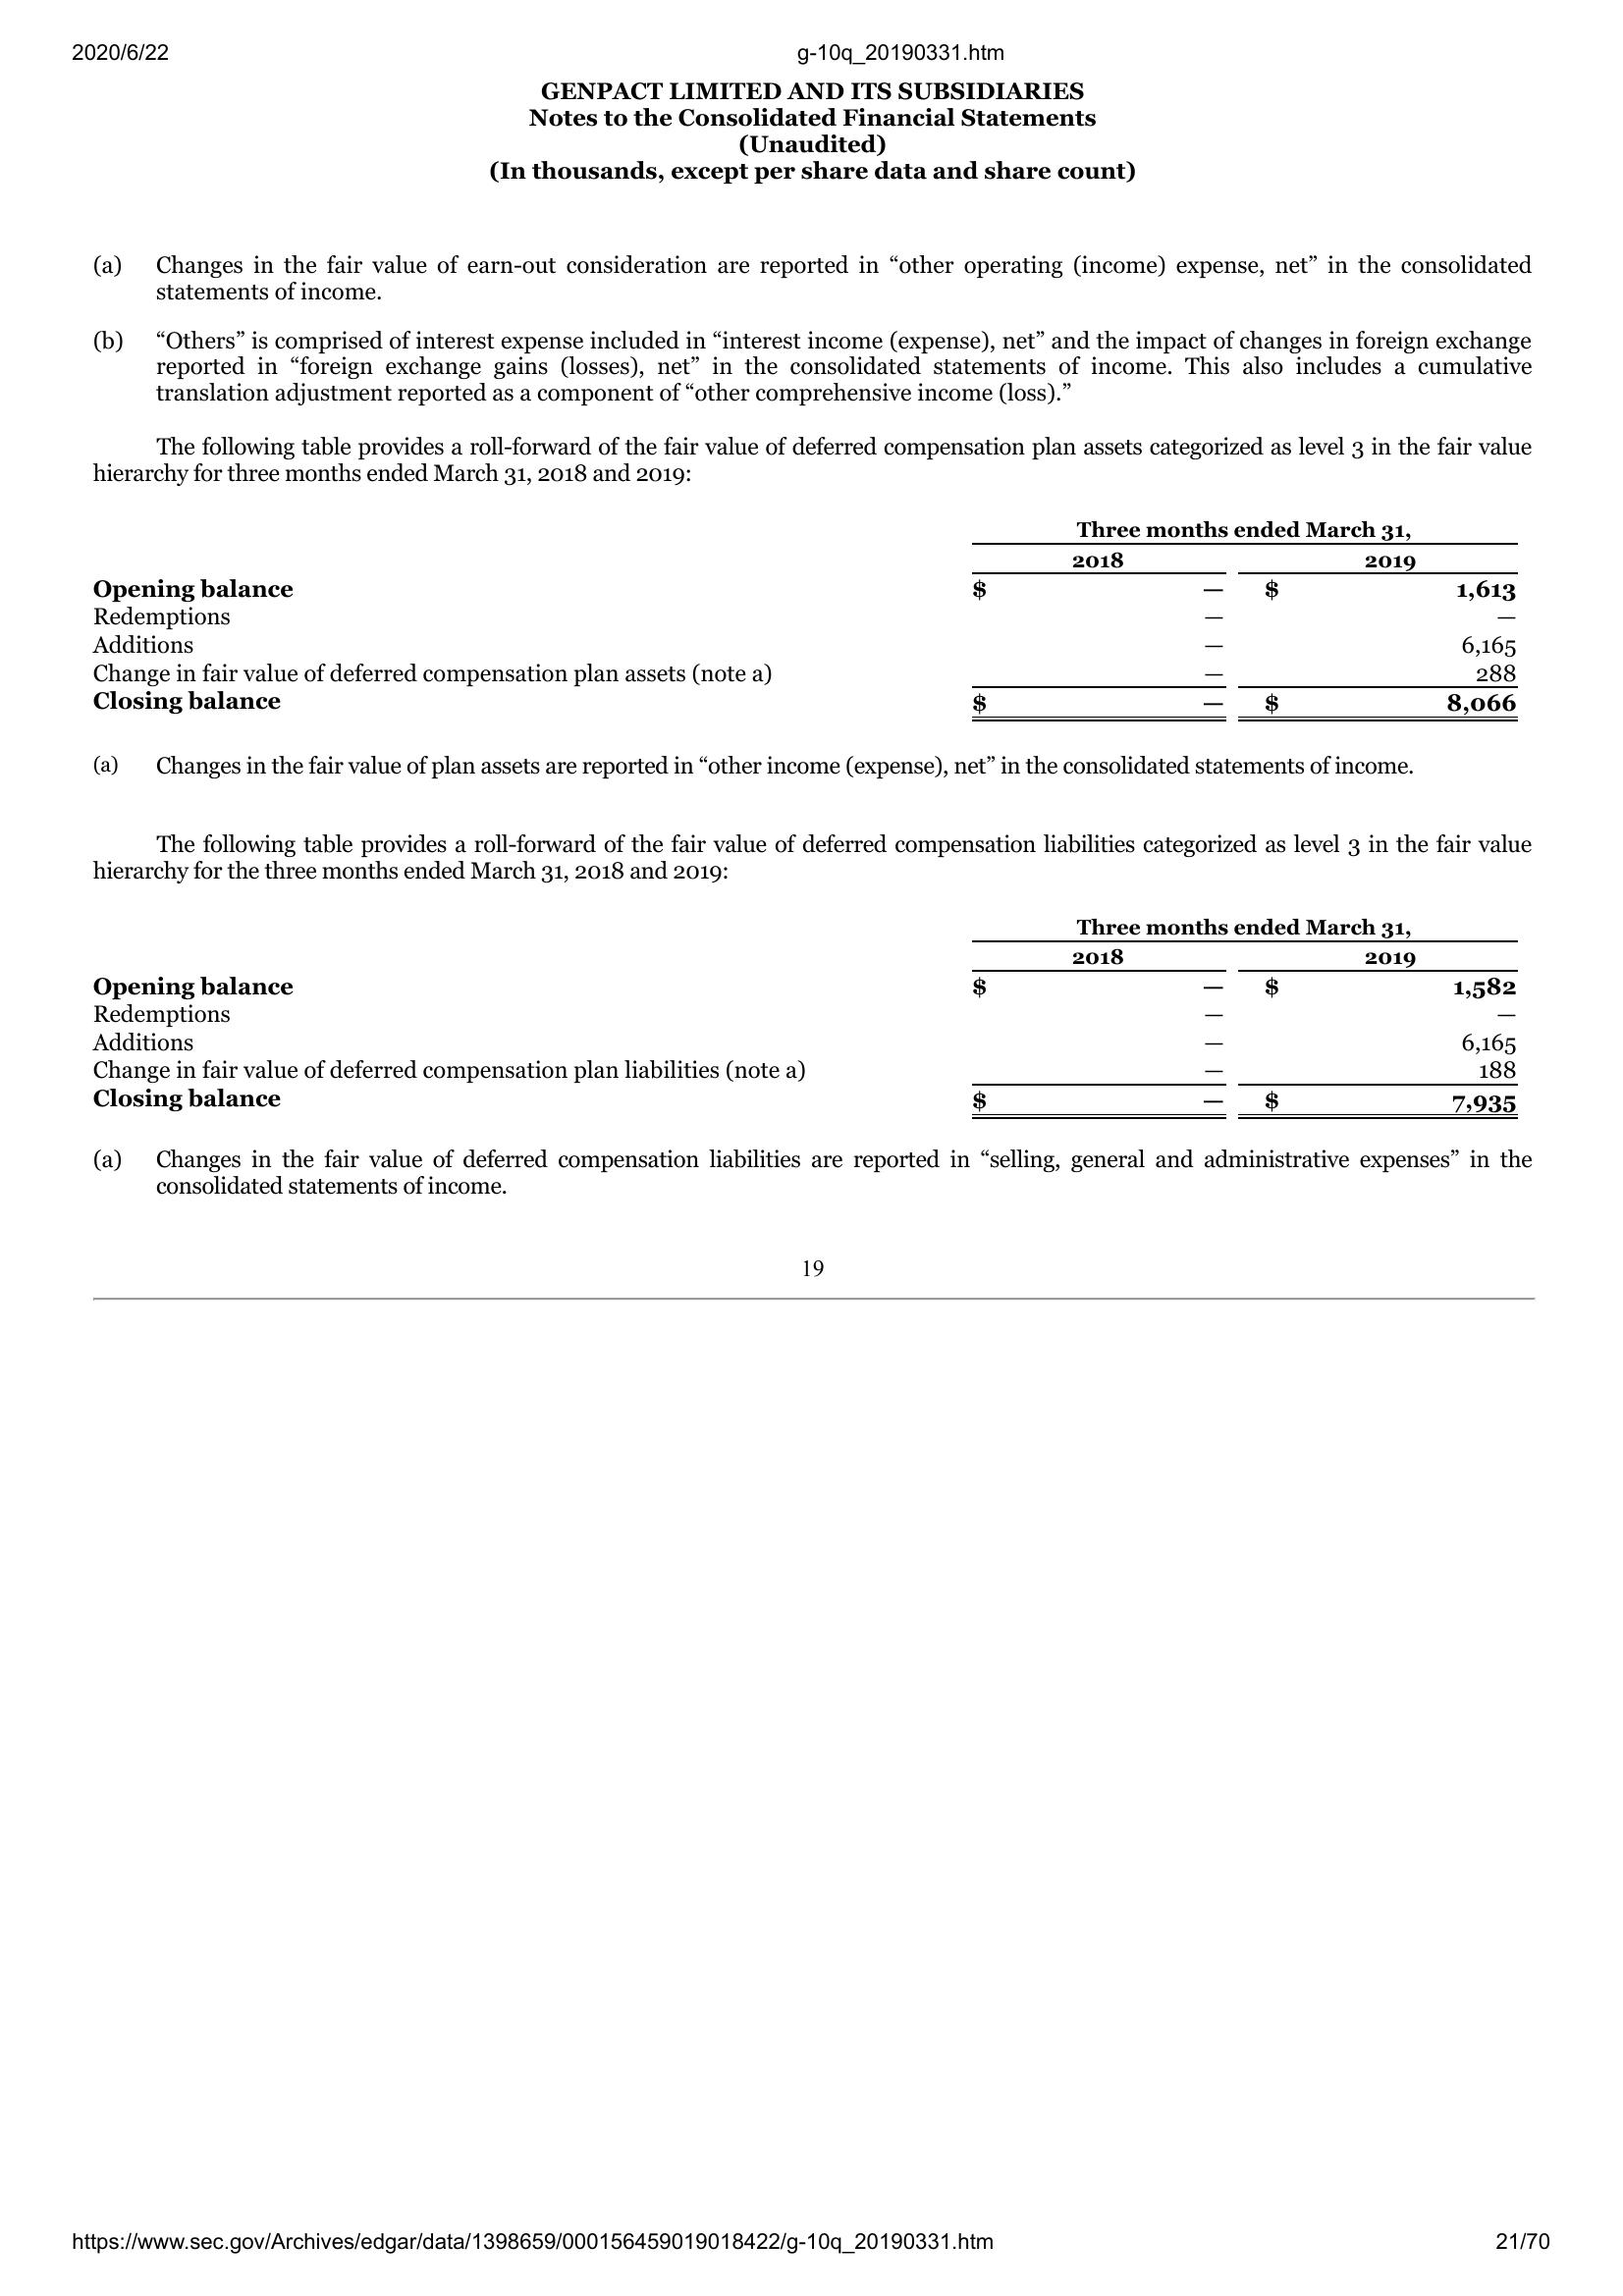 2020/6/22 g-10q_20190331.htm
GENPACT LIMITED AND ITS SUBSIDIARIES
Notes to the Consolidated Financial Statements
(Unaudited)
(In thousands, except per share data and share count)
(a) Changes in the fair value of earn-out consideration are reported in “other operating (income) expense, net” in the consolidated
statements of income.
(b) “Others” is comprised of interest expense included in “interest income (expense), net” and the impact of changes in foreign exchange
reported in “foreign exchange gains (losses), net” in the consolidated statements of income. This also includes a cumulative
translation adjustment reported as a component of “other comprehensive income (loss).”
The following table provides a roll-forward of the fair value of deferred compensation plan assets categorized as level 3 in the fair value
hierarchy for three months ended March 31, 2018 and 2019:
Three months ended March 31,
2018 2019
Opening balance $ — $ 1,613
Redemptions — —
Additions — 6,165
Change in fair value of deferred compensation plan assets (note a) — 288
Closing balance $ — $ 8,066
(a) Changes in the fair value of plan assets are reported in “other income (expense), net” in the consolidated statements of income.
The following table provides a roll-forward of the fair value of deferred compensation liabilities categorized as level 3 in the fair value
hierarchy for the three months ended March 31, 2018 and 2019:
Three months ended March 31,
2018 2019
Opening balance $ — $ 1,582
Redemptions — —
Additions — 6,165
Change in fair value of deferred compensation plan liabilities (note a) — 188
Closing balance $ — $ 7,935
(a) Changes in the fair value of deferred compensation liabilities are reported in “selling, general and administrative expenses” in the
consolidated statements of income.
19
https://www.sec.gov/Archives/edgar/data/1398659/000156459019018422/g-10q_20190331.htm 21/70